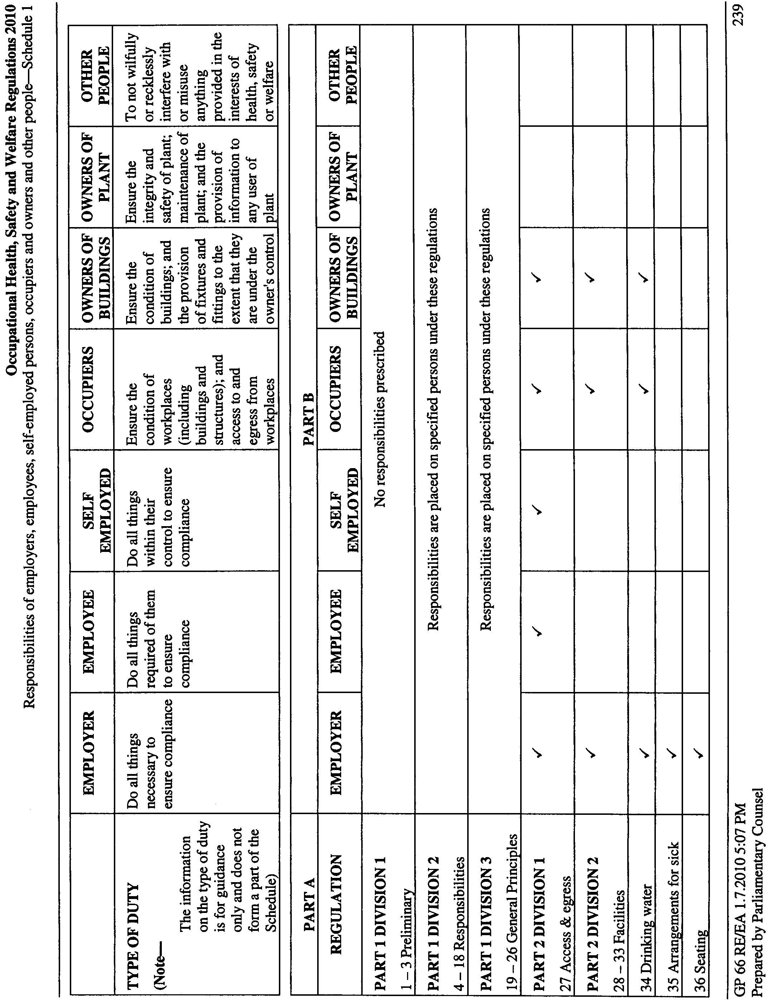 Occupational Health, Safety and Welfare Regulations 2010
Responsibilities of employers, employees, self-employed persons, occupiers and owners and other people—Schedule 1
EMPLOYER
EMPLOYEE
SELF
EMPLOYED
OCCUPIERS
OWNERS OF
BUILDINGS
OWNERS OF
PLANT
OTHER
PEOPLE
TYPE OF DUTY
(Note—
The information
on the type of duty
is for guidance
only and does not
form a part of the
Schedule)
Do all things
necessary to
ensure compliance
Do all things
required of them
to ensure
compliance
Do all things
within their
control to ensure
compliance
Ensure the
condition of
workplaces
(including
buildings and
structures); and
access to and
egress from
workplaces
Ensure the
condition of
buildings; and
the provision
of fixtures and
fittings to the
extent that they
are under the
owner's control
Ensure the
integrity and
safety of plant;
maintenance of
plant; and the
provision of
information to
any user of
plant
To not wilfully
or recklessly
interfere with
or misuse
anything
provided in the
interests of
health, safety
or welfare
PART A
PART B
REGULATION
EMPLOYER
EMPLOYEE
SELF
EMPLOYED
OCCUPIERS
OWNERS OF
BUILDINGS
OWNERS OF
PLANT
OTHER
PEOPLE
PART 1 DIVISION 1
1 – 3 Preliminary
No responsibilities prescribed
PART 1 DIVISION 2
4 – 18 Responsibilities
Responsibilities are placed on specified persons under these regulations
PART 1 DIVISION 3
19 – 26 General Principles
Responsibilities are placed on specified persons under these regulations
PART 2 DIVISION 1
27 Access & egress
✓ ✓ ✓ ✓ ✓
PART 2 DIVISION 2
28 – 33 Facilities
✓ ✓ ✓
34 Drinking water ✓ ✓ ✓
35 Arrangements for sick ✓
36 Seating ✓
GP 66 RE/EA 1.7.2010 5:07 PM
239
Prepared by Parliamentary Counsel